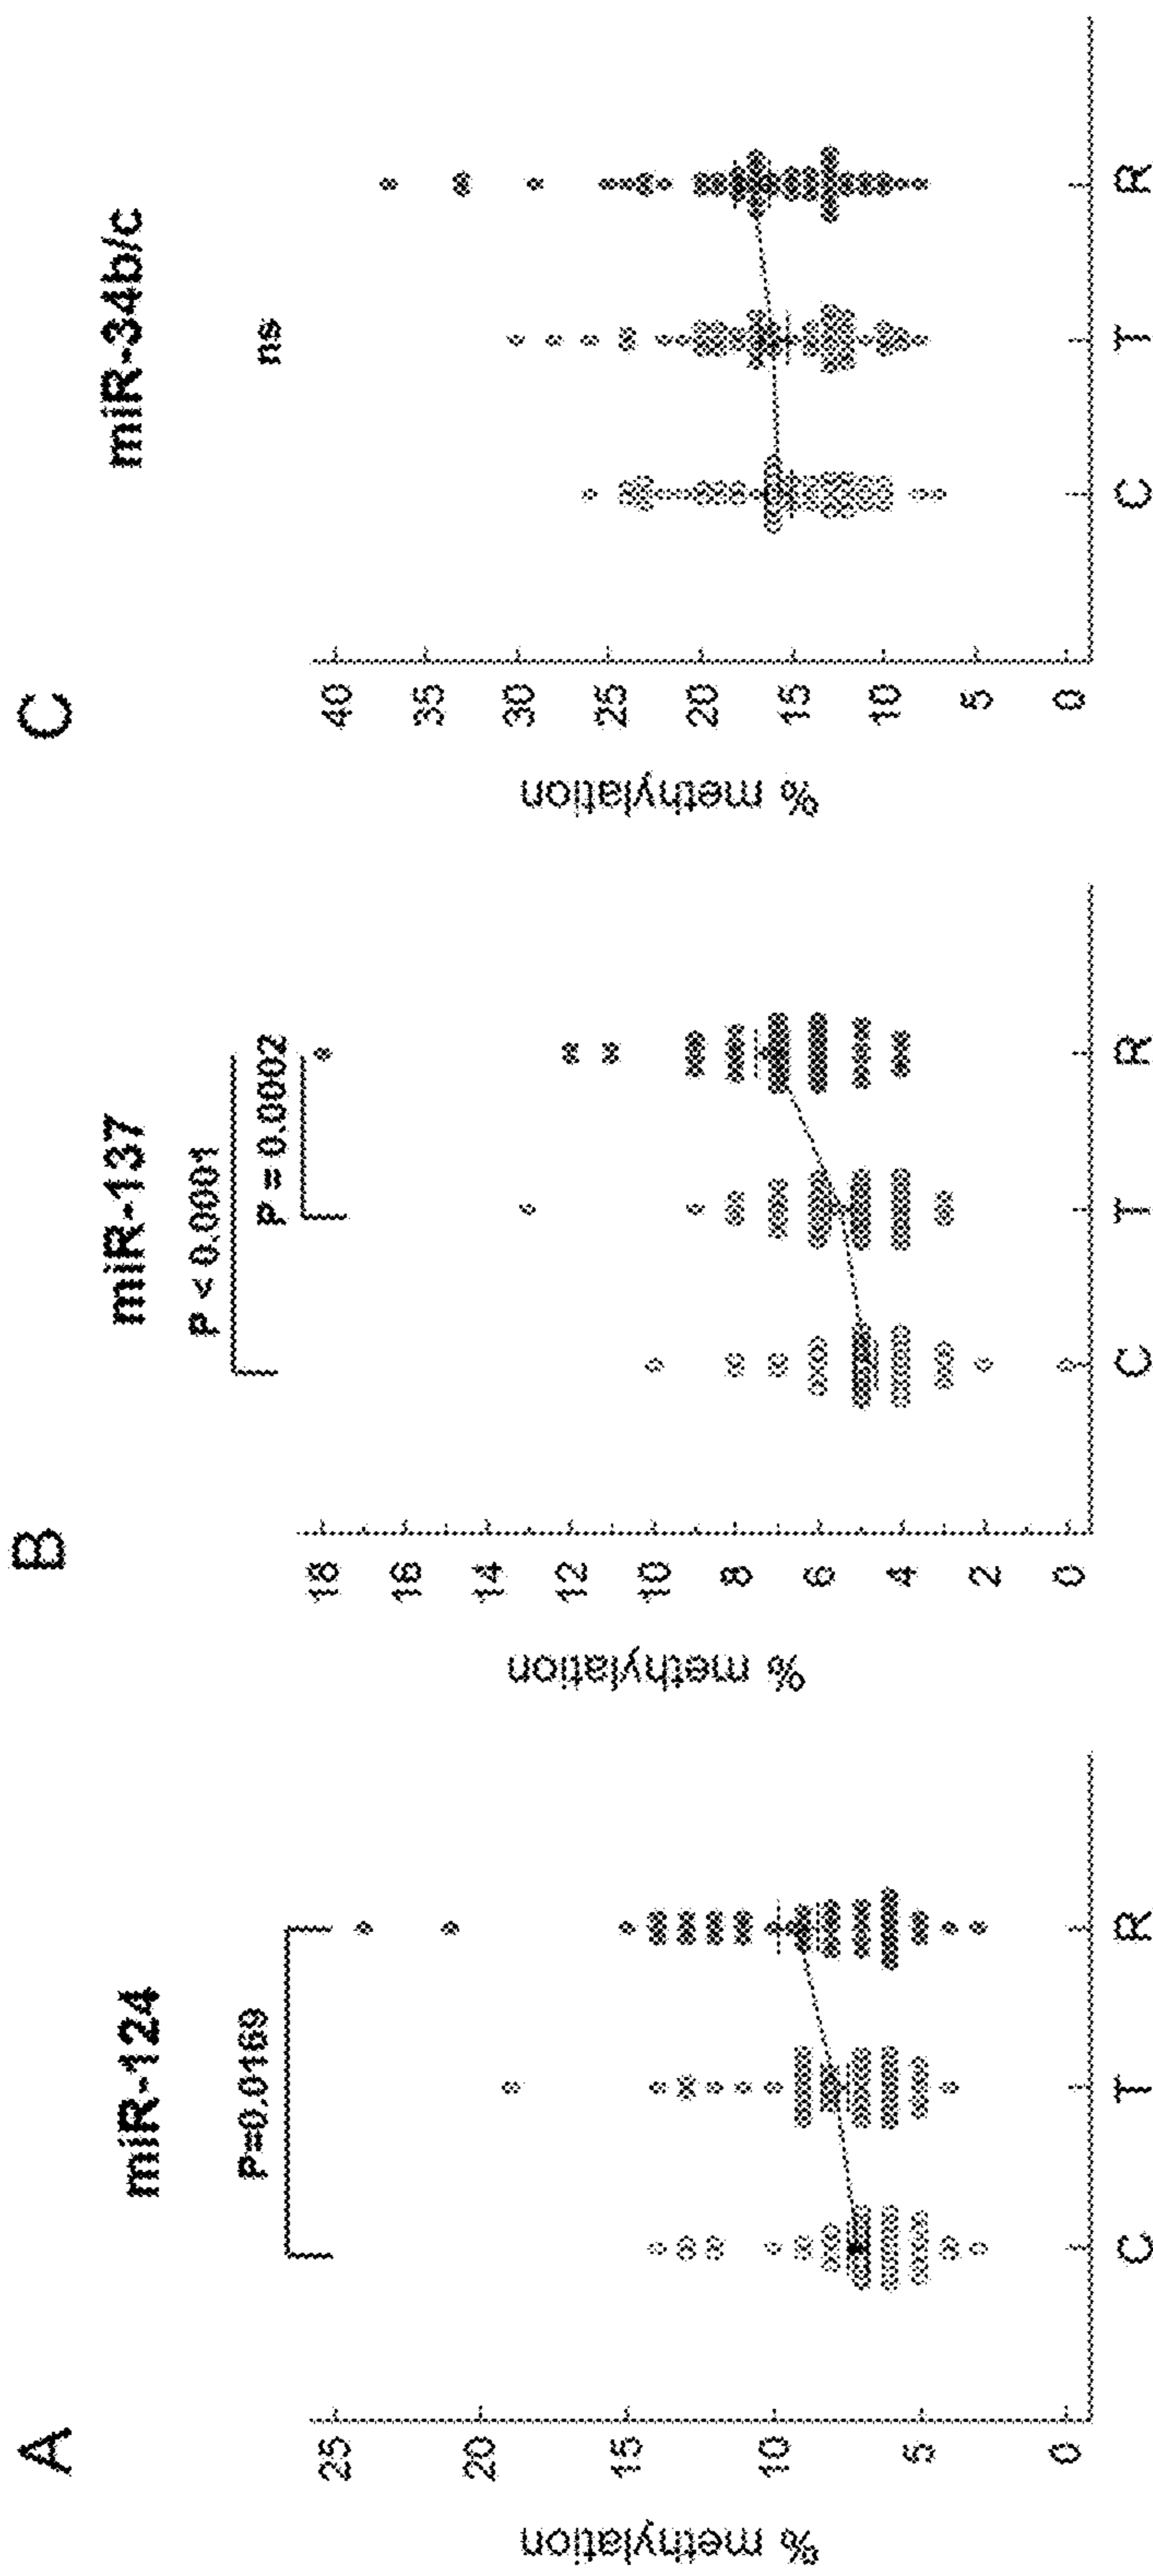 A
miR-124
P=0.0169
% methylation
25
20
15
10
5
0
C T R
B
miR-137
P < 0.0001
P = 0.0002
% methylation
18
16
14
12
10
8
6
4
2
0
C T R
C
miR-34b/c
ns
% methylation
40
35
30
25
20
15
10
5
0
C T R